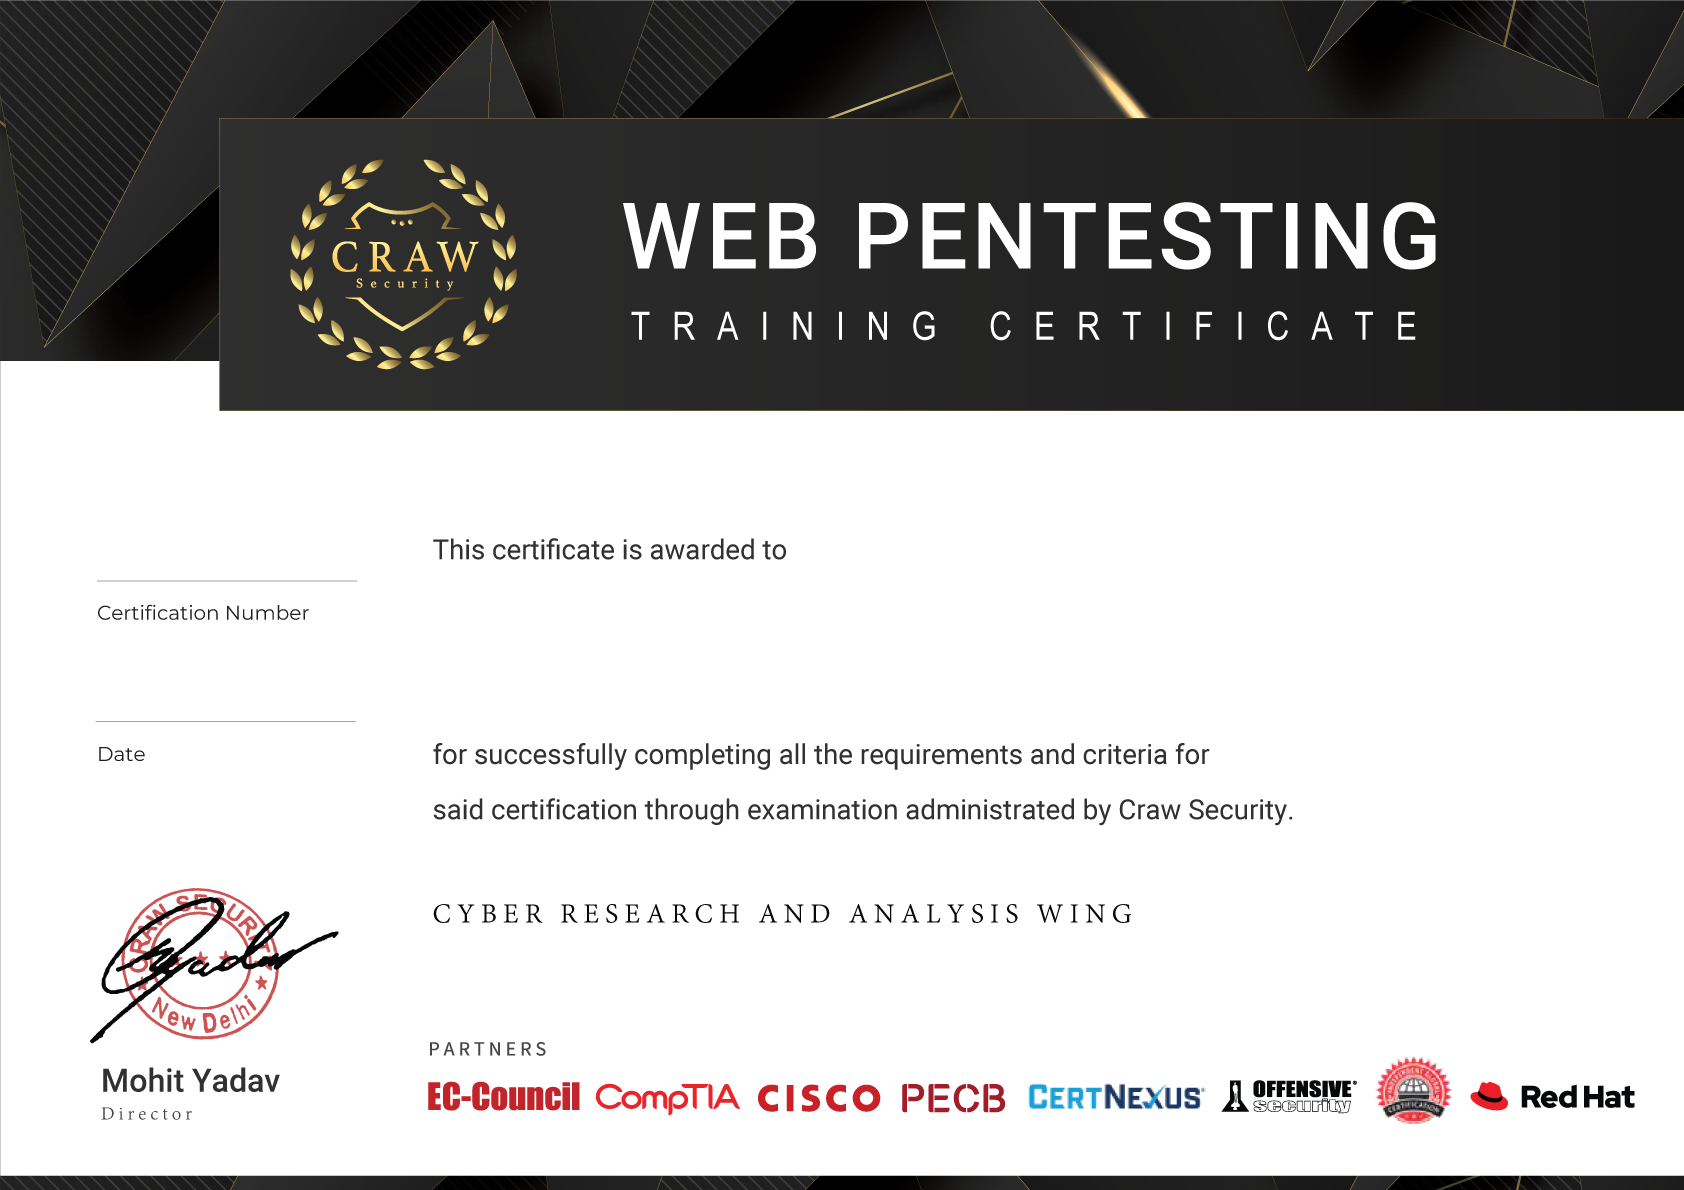 CRAW
Security
WEB PENTESTING
TRAINING CERTIFICATE
This certificate is awarded to
Certification Number
Date
for successfully completing all the requirements and criteria for
said certification through examination administrated by Craw Security.
CYBER RESEARCH AND ANALYSIS WING
CRAW SECURITY
New Delhi
Mohit Yadav
Director
PARTNERS
EC-Council CompTIA CISCO PECB CERTNEXUS OFFENSIVE security CERTIFICATION Red Hat